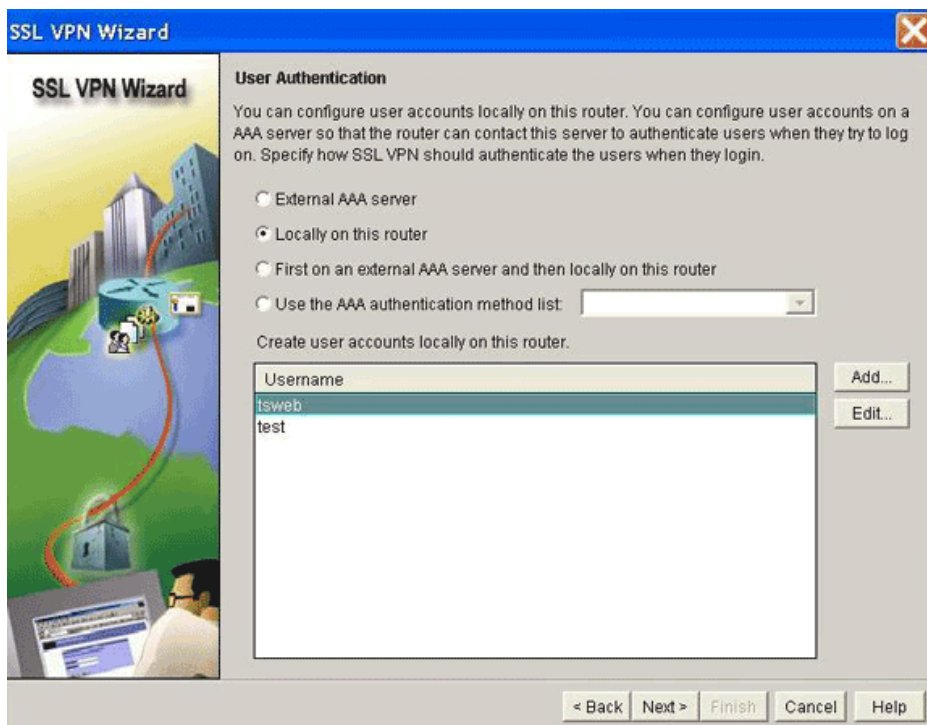 SSL VPN Wizard
SSL VPN Wizard
User Authentication
You can configure user accounts locally on this router. You can configure user accounts on a
AAA server so that the router can contact this server to authenticate users when they try to log
on. Specify how SSL VPN should authenticate the users when they login.
External AAA server
Locally on this router
First on an external AAA server and then locally on this router
Use the AAA authentication method list:
Create user accounts locally on this router.
Username
Add...
tsweb
Edit...
test
< Back Next > Finish Cancel Help